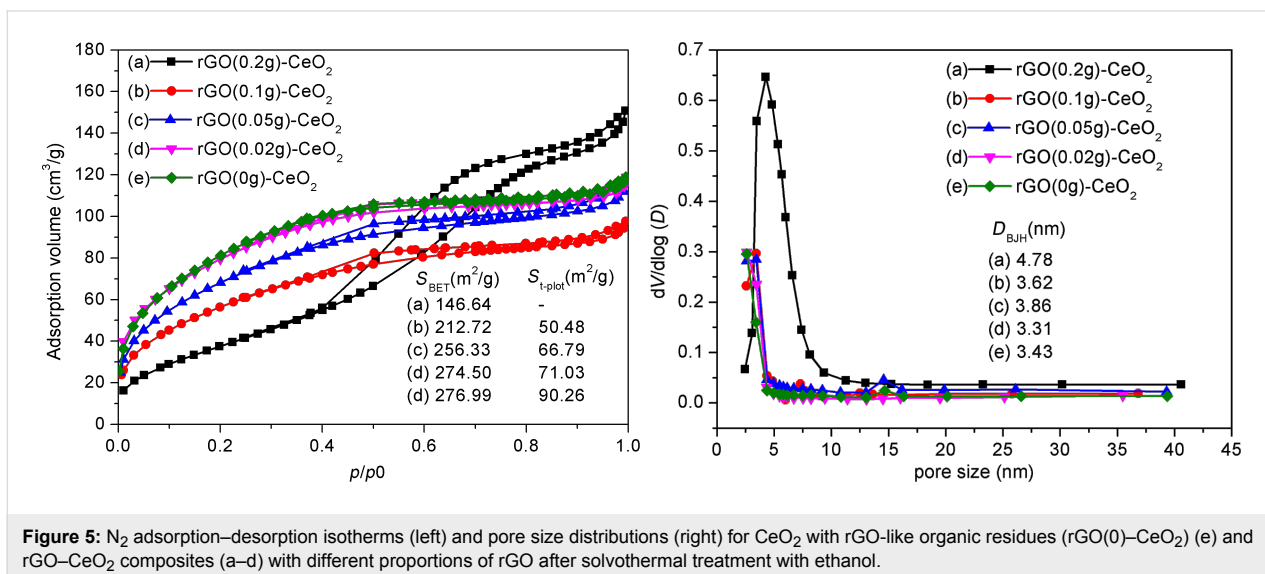 180
160
140
120
100
80
60
40
20
0
Adsorption volume (cm³/g)
(a) rGO(0.2g)-CeO₂
(b) rGO(0.1g)-CeO₂
(c) rGO(0.05g)-CeO₂
(d) rGO(0.02g)-CeO₂
(e) rGO(0g)-CeO₂
S_BET(m²/g) S_t-plot(m²/g)
(a) 146.64 -
(b) 212.72 50.48
(c) 256.33 66.79
(d) 274.50 71.03
(d) 276.99 90.26
0.0 0.2 0.4 0.6 0.8 1.0
p/p0
0.7
0.6
0.5
0.4
0.3
0.2
0.1
0.0
dV/dlog (D)
(a) rGO(0.2g)-CeO₂
(b) rGO(0.1g)-CeO₂
(c) rGO(0.05g)-CeO₂
(d) rGO(0.02g)-CeO₂
(e) rGO(0g)-CeO₂
D_BJH(nm)
(a) 4.78
(b) 3.62
(c) 3.86
(d) 3.31
(e) 3.43
0 5 10 15 20 25 30 35 40 45
pore size (nm)
Figure 5: N₂ adsorption–desorption isotherms (left) and pore size distributions (right) for CeO₂ with rGO-like organic residues (rGO(0)–CeO₂) (e) and
rGO–CeO₂ composites (a–d) with different proportions of rGO after solvothermal treatment with ethanol.